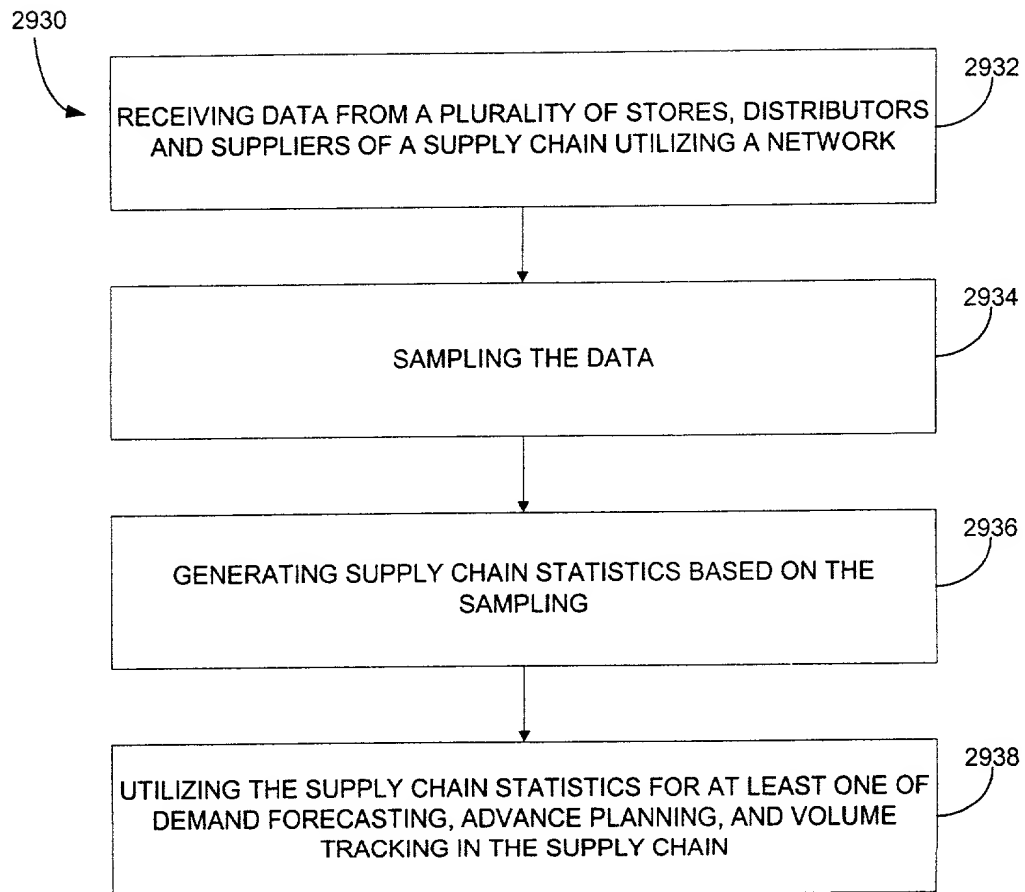 2930
2932
RECEIVING DATA FROM A PLURALITY OF STORES, DISTRIBUTORS
AND SUPPLIERS OF A SUPPLY CHAIN UTILIZING A NETWORK
2934
SAMPLING THE DATA
2936
GENERATING SUPPLY CHAIN STATISTICS BASED ON THE
SAMPLING
2938
UTILIZING THE SUPPLY CHAIN STATISTICS FOR AT LEAST ONE OF
DEMAND FORECASTING, ADVANCE PLANNING, AND VOLUME
TRACKING IN THE SUPPLY CHAIN